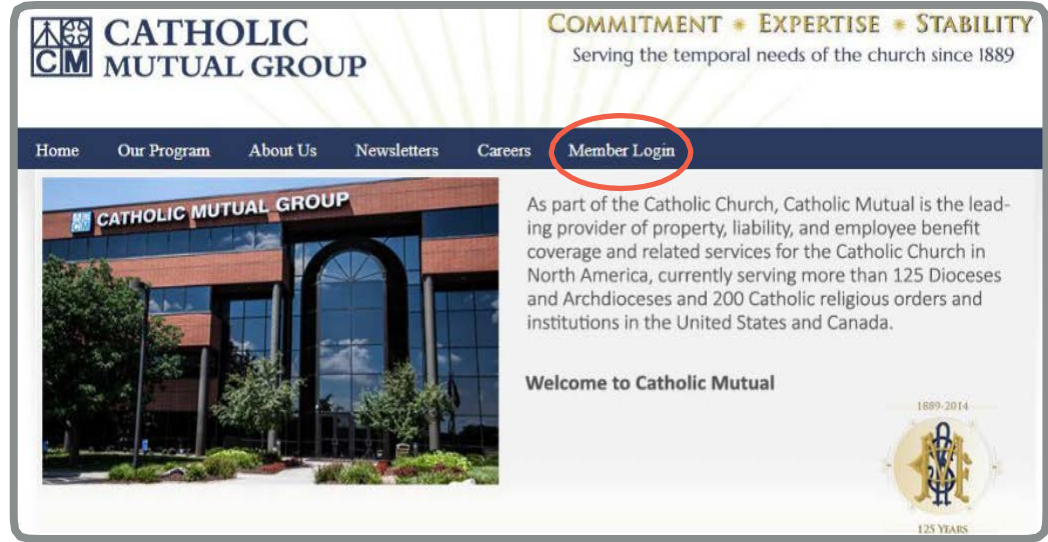 CATHOLIC
MUTUAL GROUP
CM
COMMITMENT * EXPERTISE * STABILITY
Serving the temporal needs of the church since 1889
Home Our Program About Us Newsletters Careers Member Login
CATHOLIC MUTUAL GROUP
As part of the Catholic Church, Catholic Mutual is the lead-
ing provider of property, liability, and employee benefit
coverage and related services for the Catholic Church in
North America, currently serving more than 125 Dioceses
and Archdioceses and 200 Catholic religious orders and
institutions in the United States and Canada.
Welcome to Catholic Mutual
1889-2014
125 YEARS